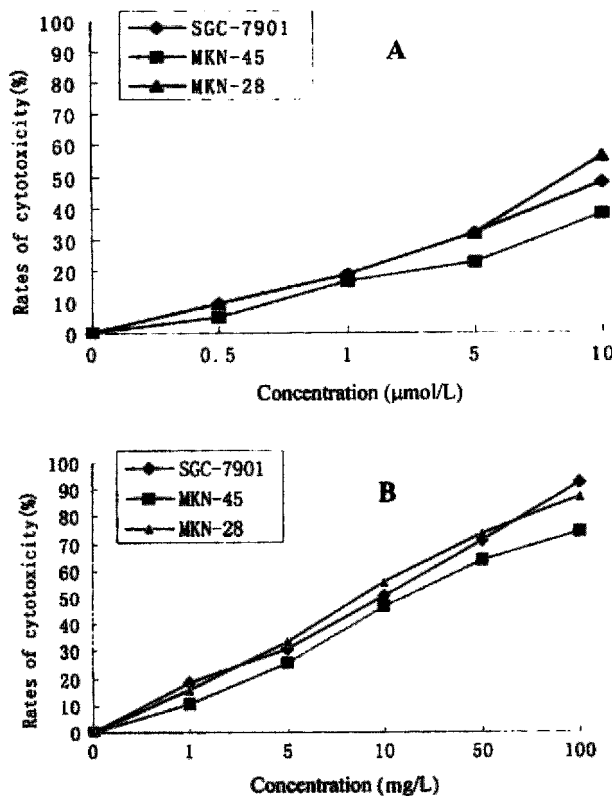 100
90
80
70
60
50
40
30
20
10
0
Rates of cytotoxicity(%)
SGC-7901
MKN-45
MKN-28
A
0 0.5 1 5 10
Concentration (μmol/L)
100
90
80
70
60
50
40
30
20
10
0
Rates of cytotoxicity(%)
SGC-7901
MKN-45
MKN-28
B
0 1 5 10 50 100
Concentration (mg/L)